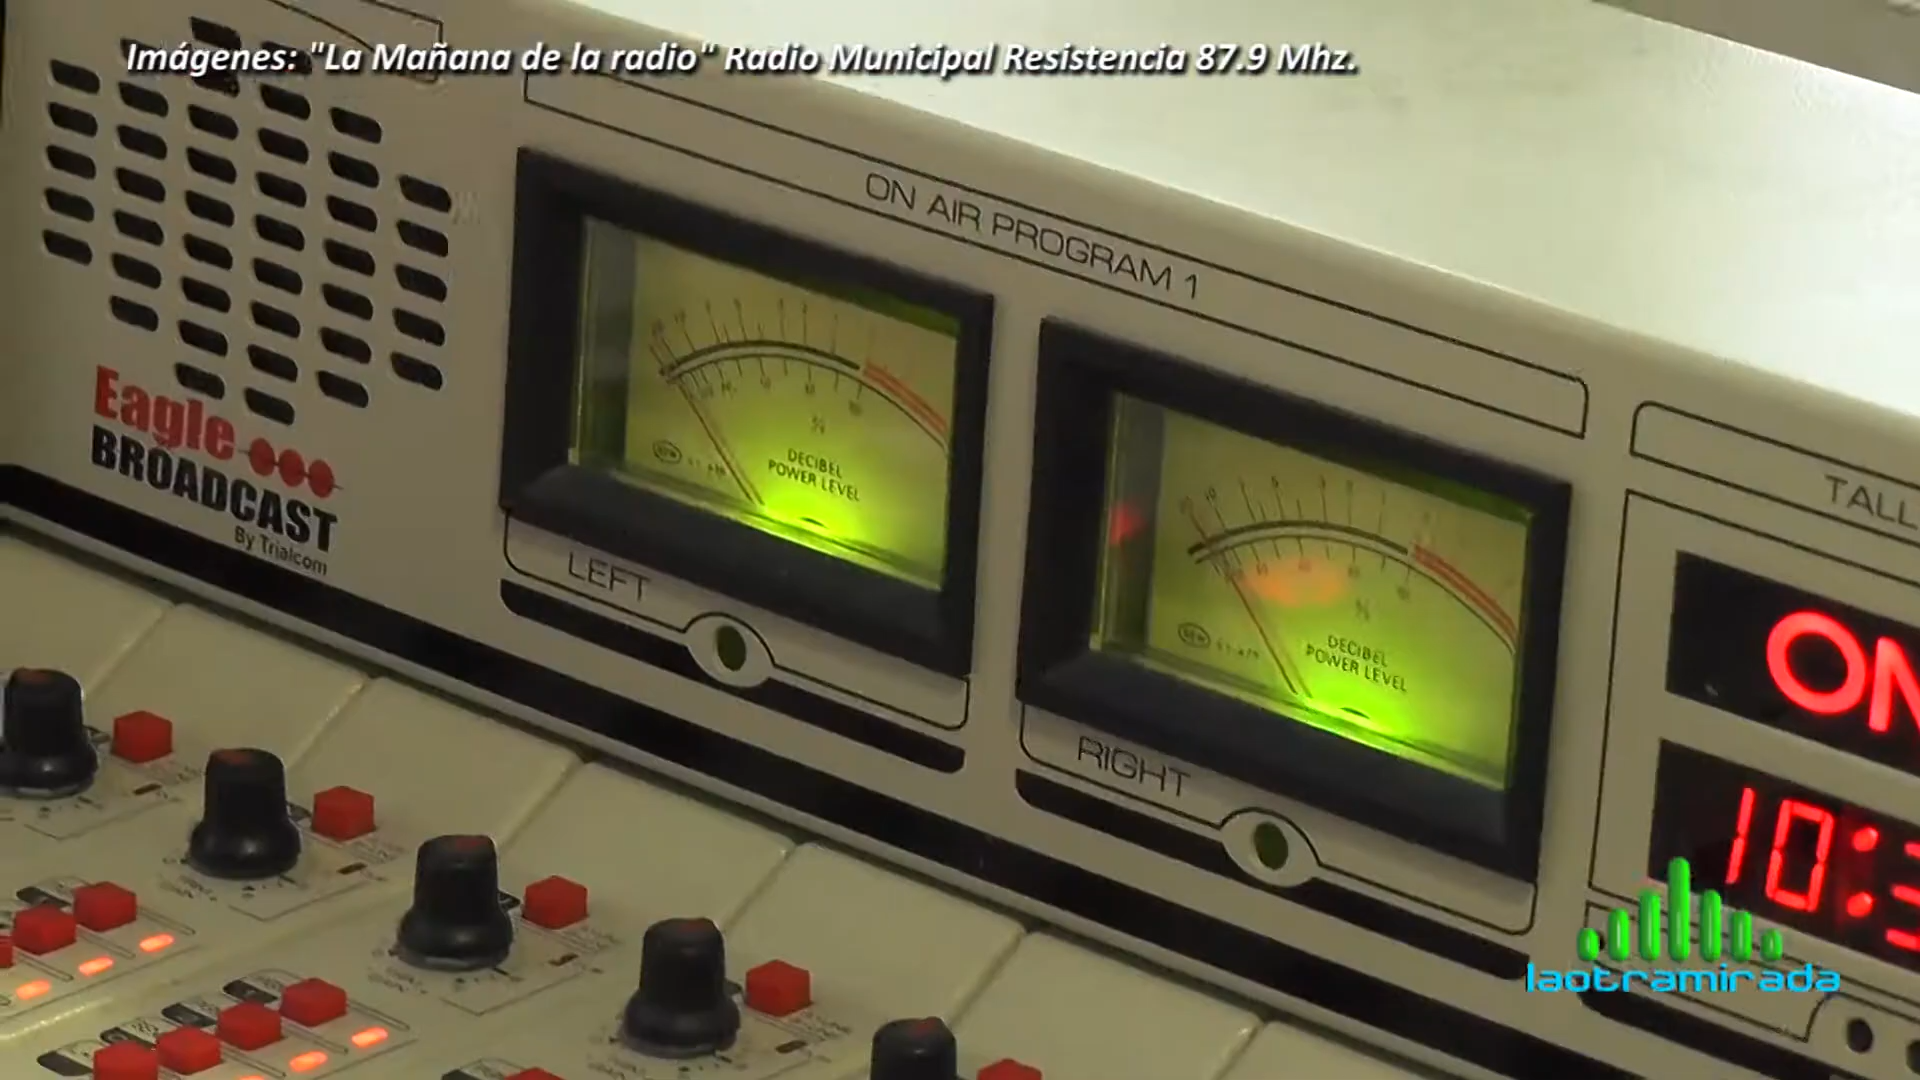 Imágenes: "La Mañana de la radio" Radio Municipal Resistencia 87.9 Mhz.
ON AIR PROGRAM 1
Eagle
BROADCAST
By Trialcom
DECIBEL
POWER LEVEL
LEFT
DECIBEL
POWER LEVEL
RIGHT
TALL
ON
10:3
laotramirada